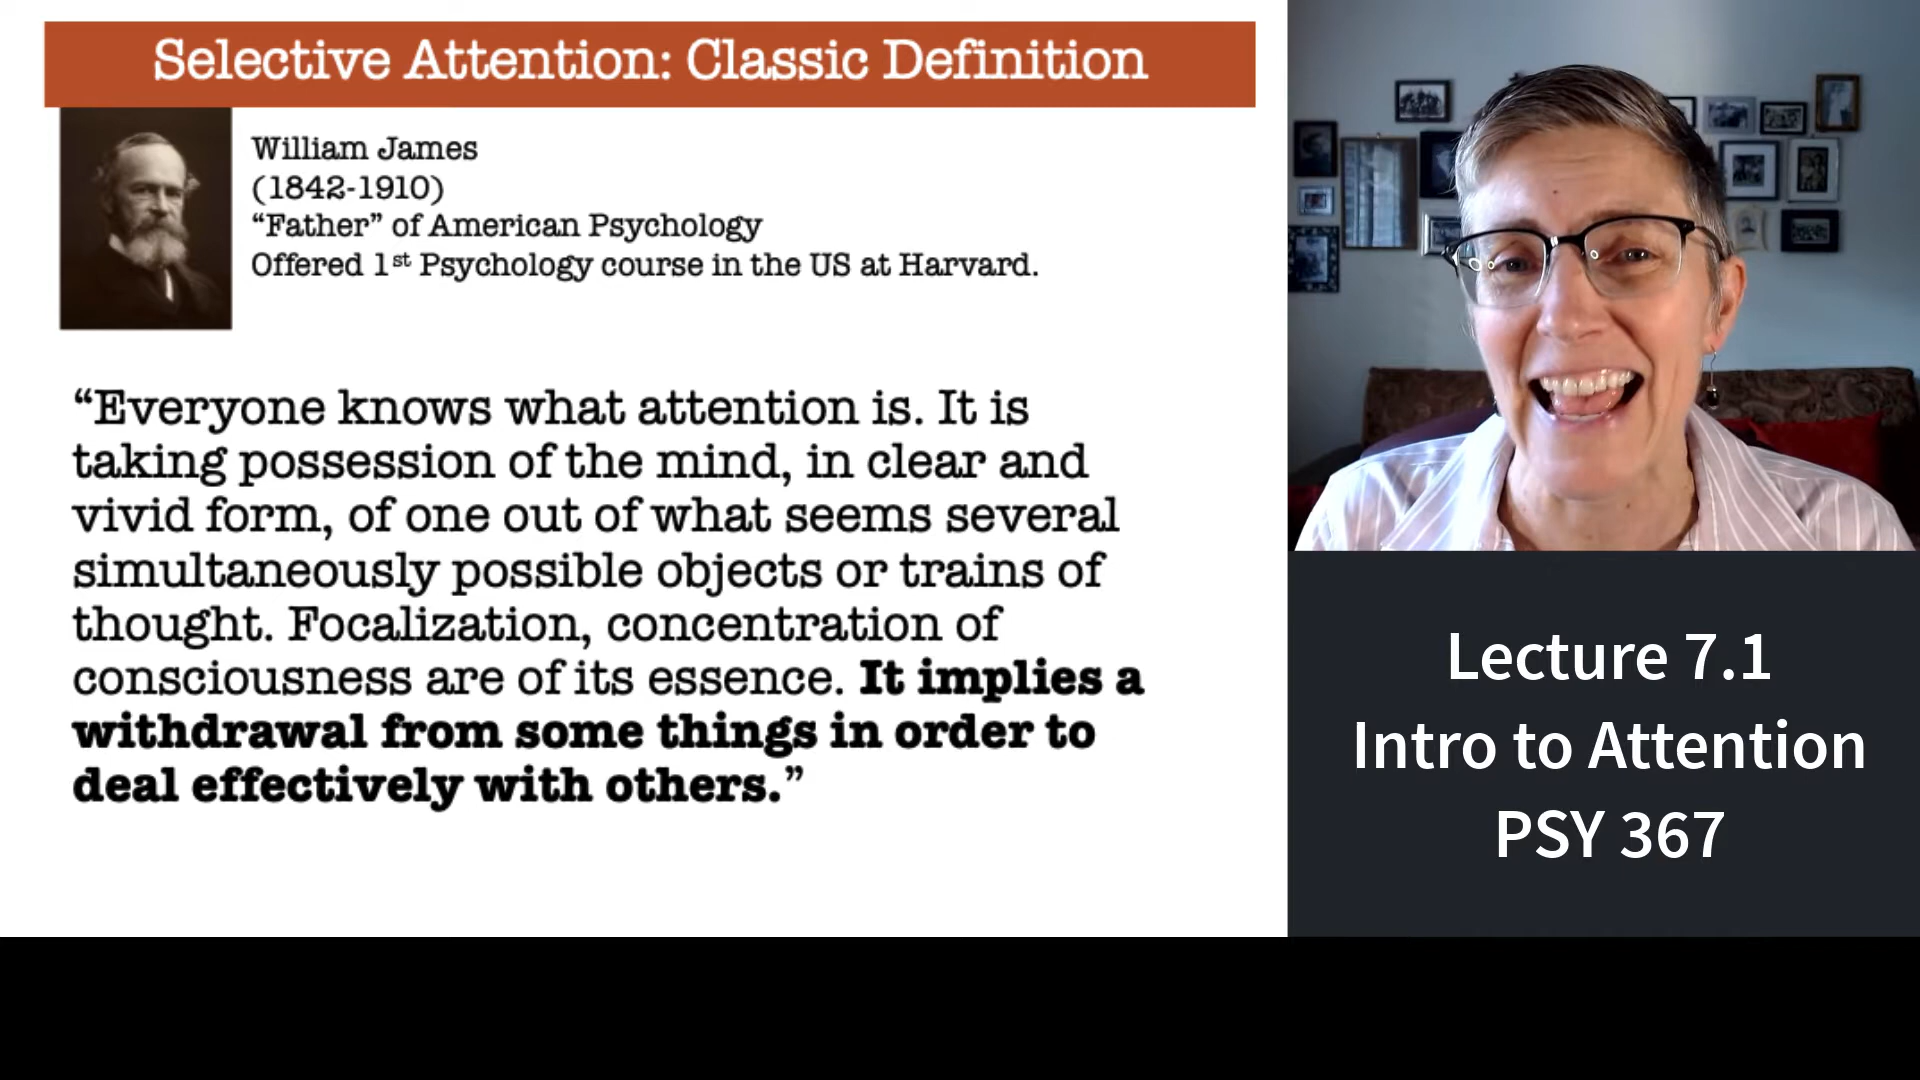 Selective Attention: Classic Definition
William James
(1842-1910)
“Father” of American Psychology
Offered 1st Psychology course in the US at Harvard.
“Everyone knows what attention is. It is
taking possession of the mind, in clear and
vivid form, of one out of what seems several
simultaneously possible objects or trains of
thought. Focalization, concentration of
consciousness are of its essence. It implies a
withdrawal from some things in order to
deal effectively with others.”
Lecture 7.1
Intro to Attention
PSY 367